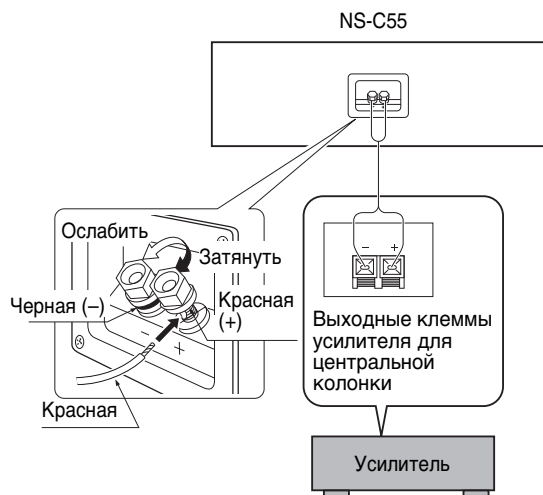 NS-C55
Ослабить
Затянуть
Черная (–)
Красная
(+)
– +
Красная
– +
Выходные клеммы
усилителя для
центральной
колонки
Усилитель